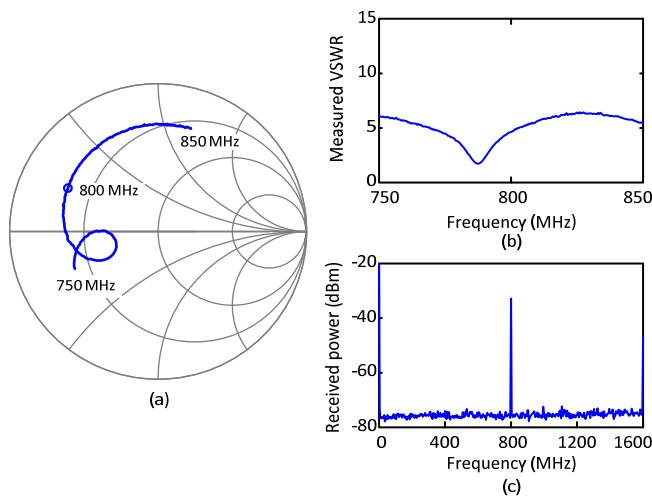 850 MHz
800 MHz
750 MHz
(a)
Measured VSWR
15
10
5
0
750
800
850
Frequency (MHz)
(b)
Received power (dBm)
-20
-40
-60
-80
0
400
800
1200
1600
Frequency (MHz)
(c)